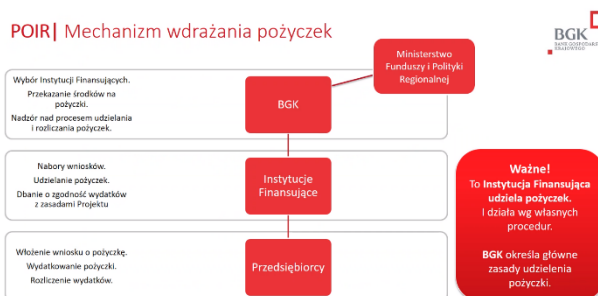 POIR| Mechanizm wdrażania pożyczek
BGK
BANK GOSPODARSTWA
KRAJOWEGO
Ministerstwo
Funduszy i Polityki
Regionalnej
Wybór Instytucji Finansujących.
Przekazanie środków na
pożyczki.
Nadzór nad procesem udzielania
i rozliczania pożyczek.
BGK
Nabory wniosków.
Udzielanie pożyczek.
Dbanie o zgodność wydatków
z zasadami Projektu
Instytucje
Finansujące
Włożenie wniosku o pożyczkę.
Wydatkowanie pożyczki.
Rozliczenie wydatków.
Przedsiębiorcy
Ważne!
To Instytucja Finansująca
udziela pożyczek.
I działa wg własnych
procedur.
BGK określa główne
zasady udzielenia
pożyczki.